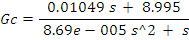 Gc = 0.01049 s + 8.995
8.69e - 005 s^2 + s